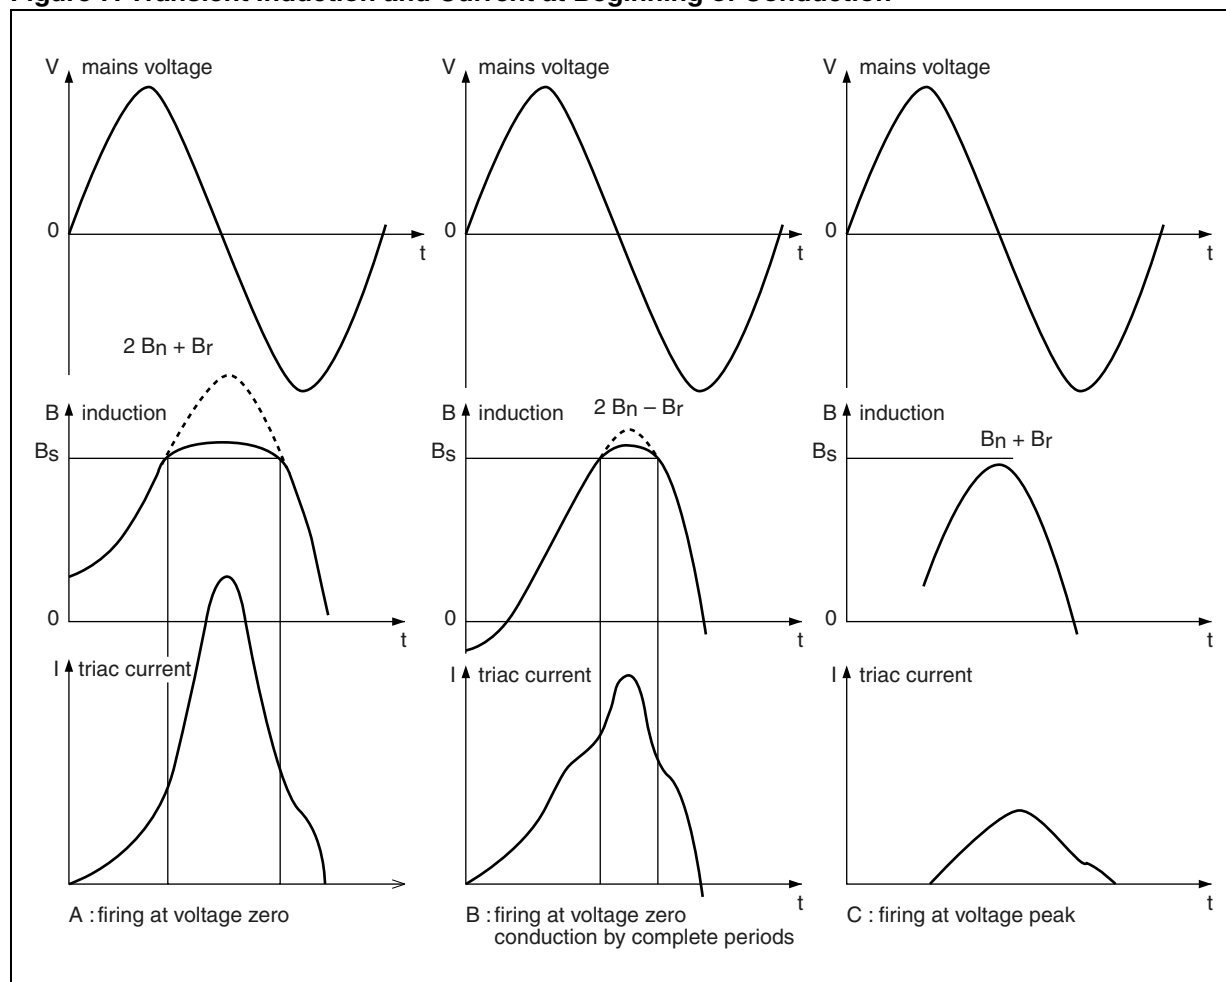 Figure 7. Transient Induction and Current at Beginning of Conduction
V mains voltage
0
t
2 Bn + Br
B induction
Bs
0
t
I triac current
A : firing at voltage zero
V mains voltage
0
t
B induction
2 Bn – Br
Bs
0
t
I triac current
t
B : firing at voltage zero
conduction by complete periods
V mains voltage
0
t
B induction
Bn + Br
Bs
0
t
I triac current
t
C : firing at voltage peak